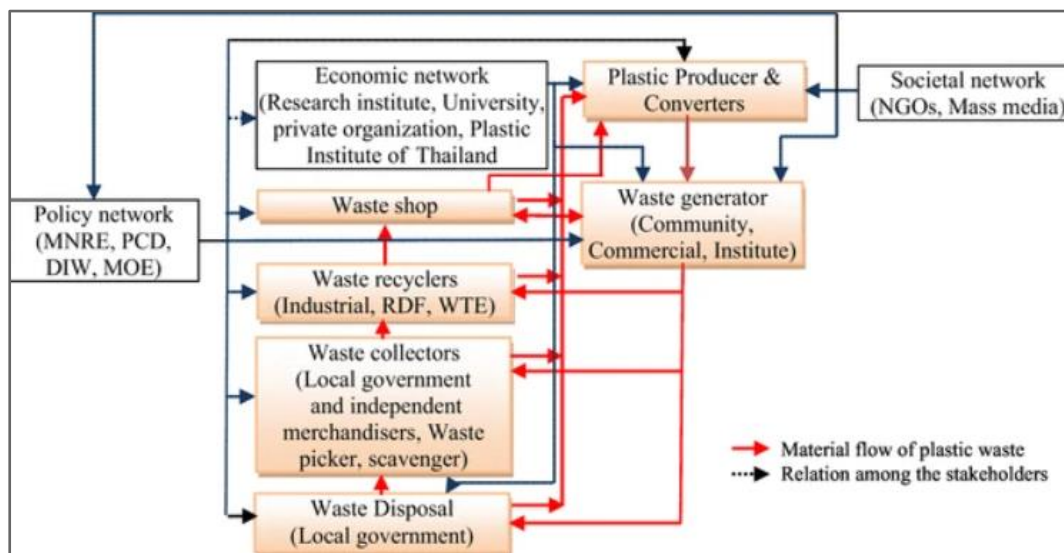 Economic network
(Research institute, University,
private organization, Plastic
Institute of Thailand
Plastic Producer &
Converters
Societal network
(NGOs, Mass media)
Waste shop
Waste generator
(Community,
Commercial, Institute)
Policy network
(MNRE, PCD,
DIW, MOE)
Waste recyclers
(Industrial, RDF, WTE)
Waste collectors
(Local government
and independent
merchandisers, Waste
picker, scavenger)
Waste Disposal
(Local government)
Material flow of plastic waste
Relation among the stakeholders